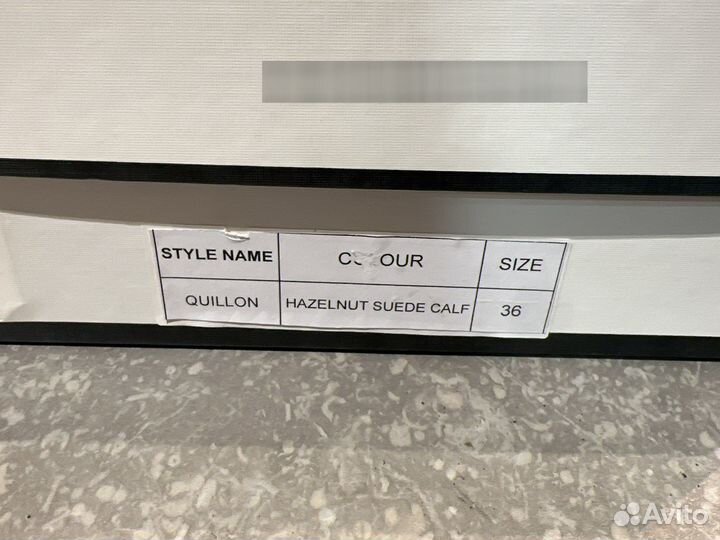 STYLE NAME COLOUR SIZE
QUILLON HAZELNUT SUEDE CALF 36
Avito